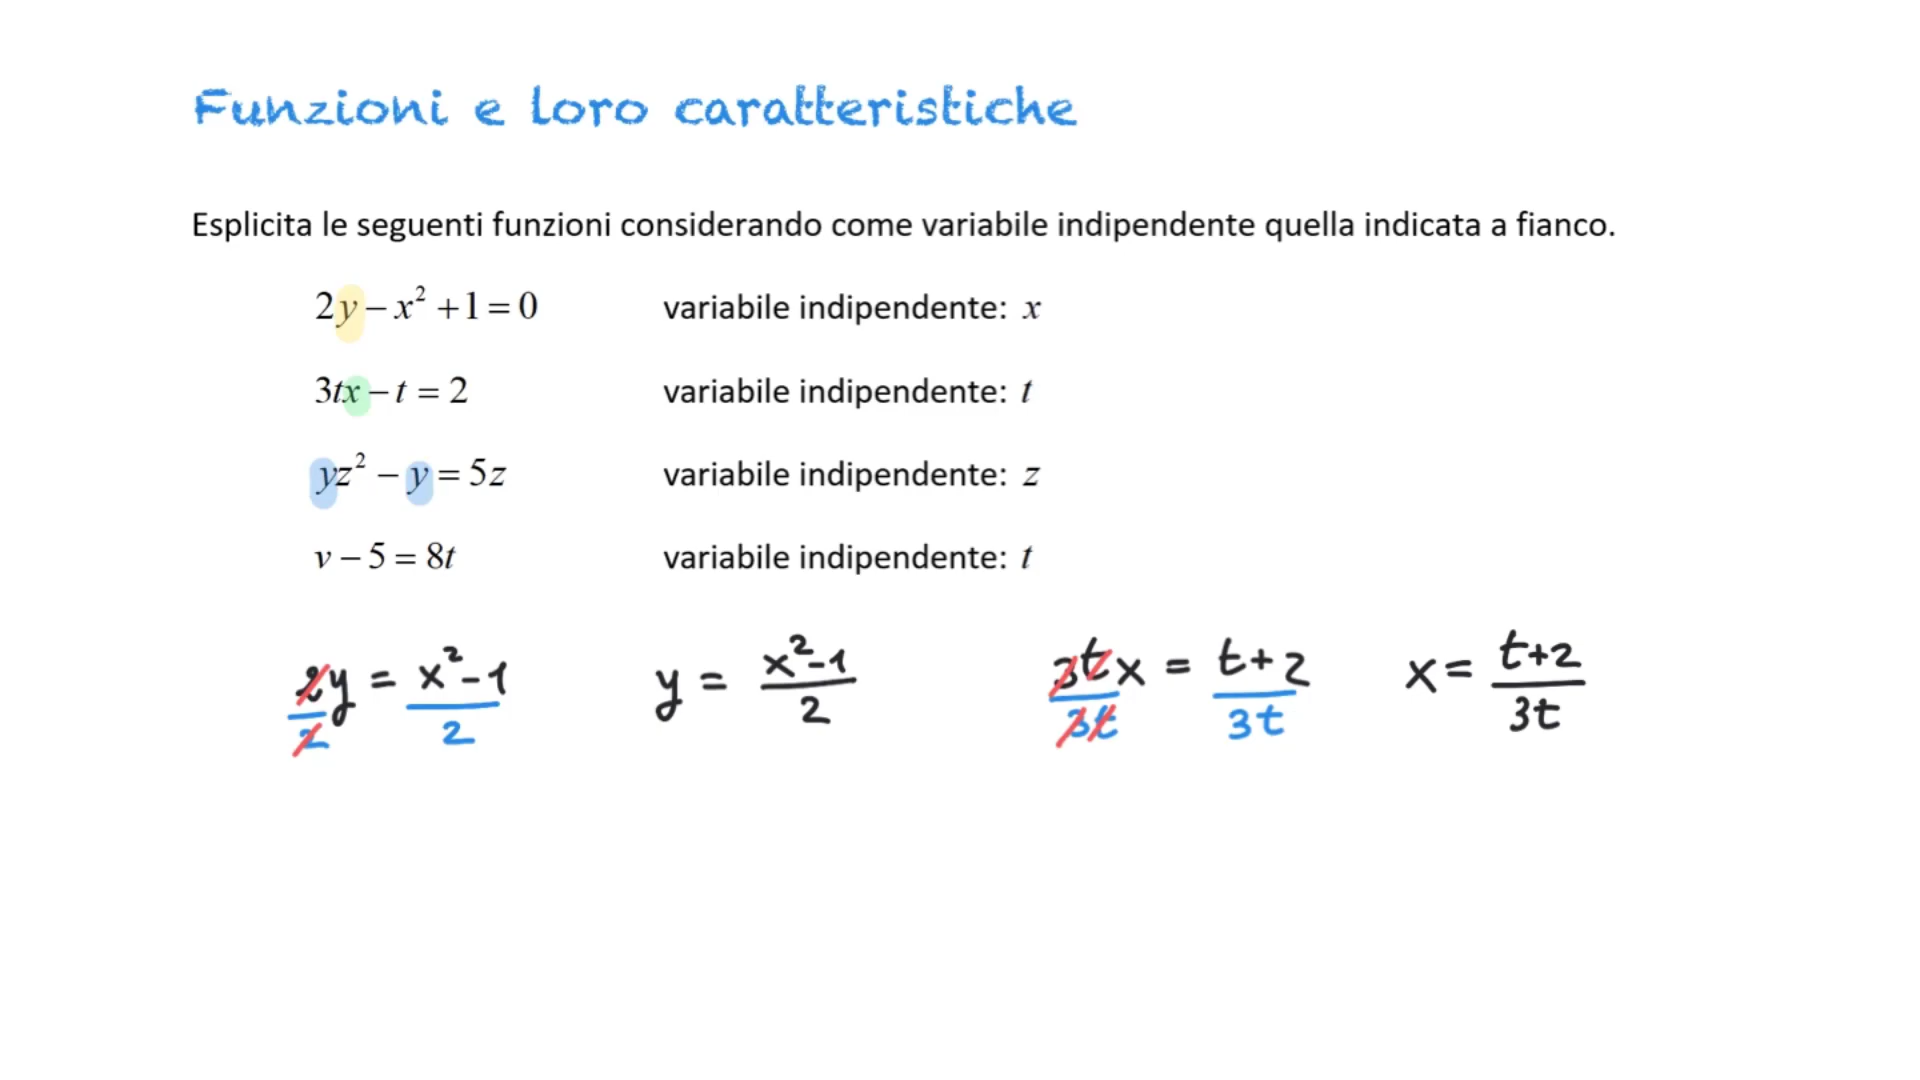 Funzioni e loro caratteristiche
Esplicita le seguenti funzioni considerando come variabile indipendente quella indicata a fianco.
2y − x² + 1 = 0 variabile indipendente: x
3tx − t = 2 variabile indipendente: t
yz² − y = 5z variabile indipendente: z
v − 5 = 8t variabile indipendente: t
2y/2 = x²-1/2 y = x²-1/2 3tx/3t = t+2/3t x = t+2/3t